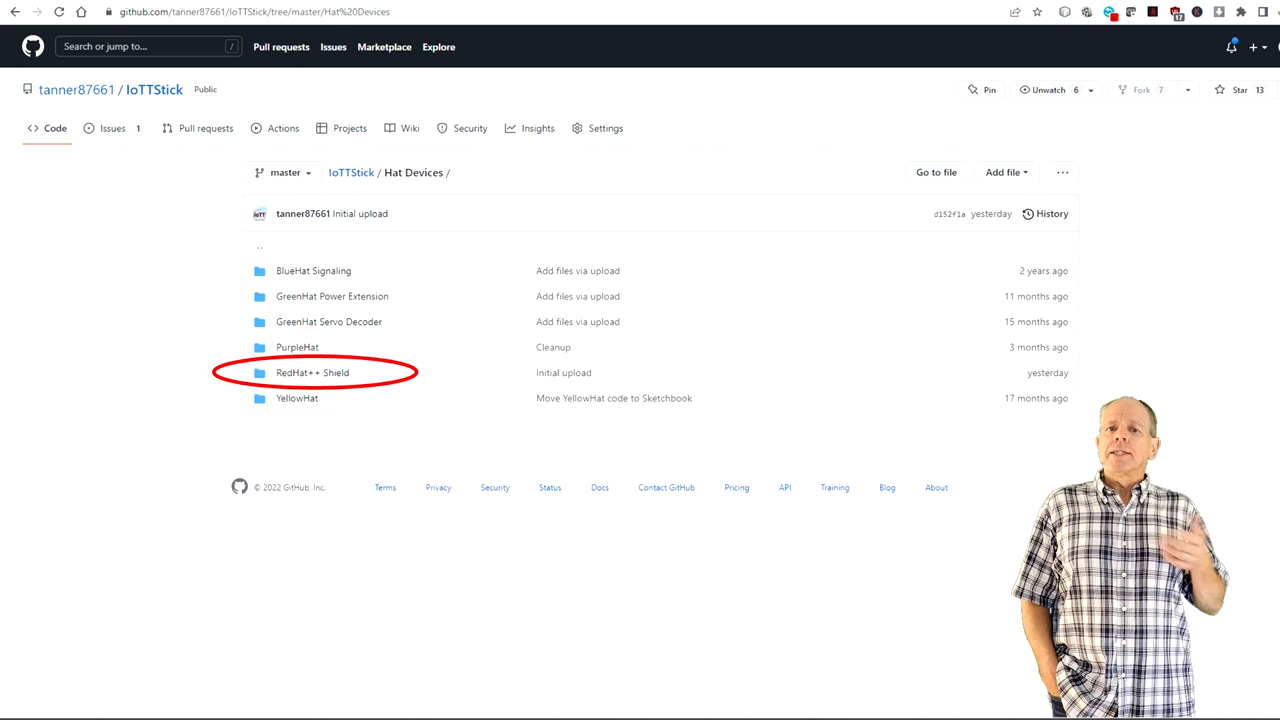 github.com/tanner87661/IoTTStick/tree/master/Hat%20Devices
17
Search or jump to... /
Pull requests Issues Marketplace Explore
tanner87661 / IoTTStick Public
Pin Unwatch 6 Fork 7 Star 13
Code Issues 1 Pull requests Actions Projects Wiki Security Insights Settings
master IoTTStick / Hat Devices /
Go to file Add file ...
IoTT tanner87661 Initial upload d152f1a yesterday History
..
BlueHat Signaling Add files via upload 2 years ago
GreenHat Power Extension Add files via upload 11 months ago
GreenHat Servo Decoder Add files via upload 15 months ago
PurpleHat Cleanup 3 months ago
RedHat++ Shield Initial upload yesterday
YellowHat Move YellowHat code to Sketchbook 17 months ago
© 2022 GitHub, Inc. Terms Privacy Security Status Docs Contact GitHub Pricing API Training Blog About